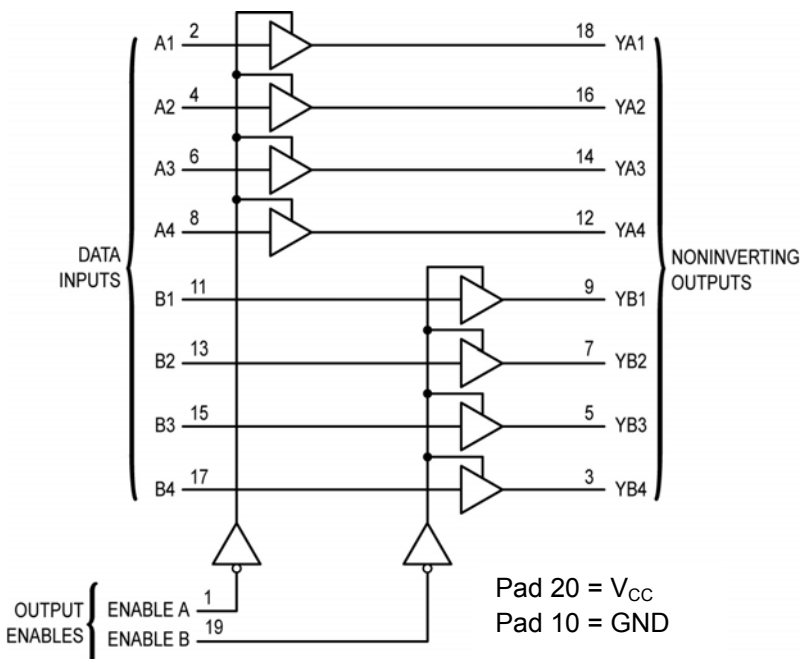 A1 2 18 YA1
A2 4 16 YA2
A3 6 14 YA3
A4 8 12 YA4
DATA
INPUTS
NONINVERTING
OUTPUTS
B1 11 9 YB1
B2 13 7 YB2
B3 15 5 YB3
B4 17 3 YB4
OUTPUT
ENABLES
ENABLE A 1
ENABLE B 19
Pad 20 = VCC
Pad 10 = GND